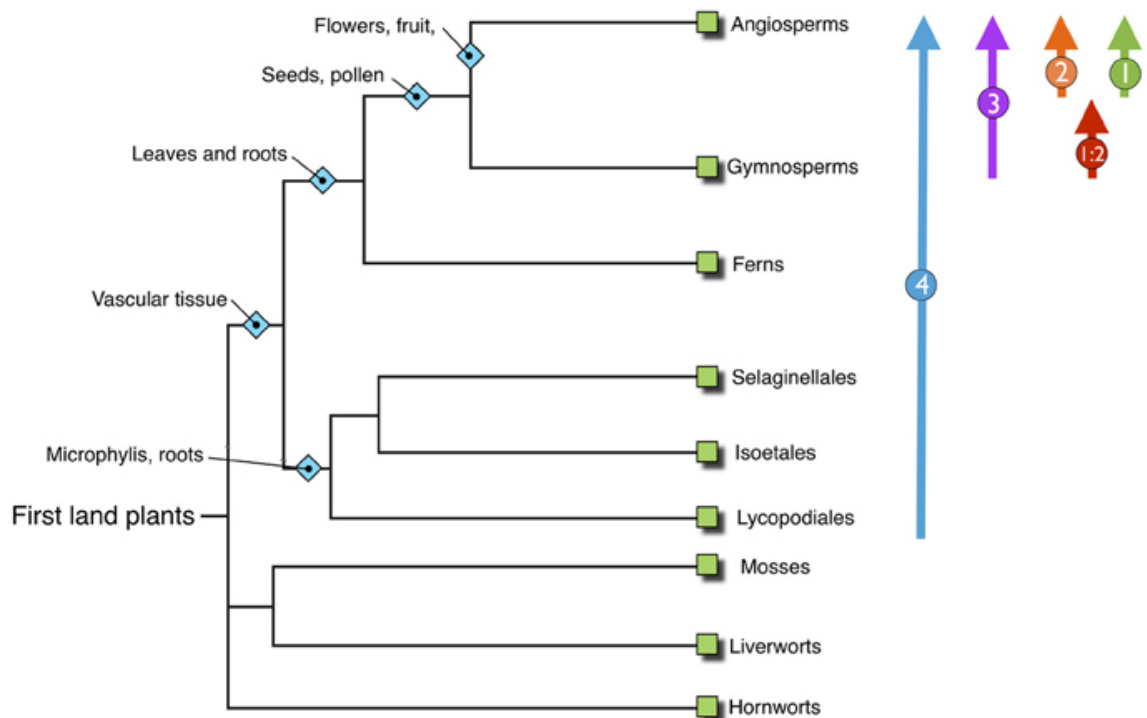 Flowers, fruit,
Angiosperms
Seeds, pollen
2
1
3
1:2
Leaves and roots
Gymnosperms
Ferns
4
Vascular tissue
Selaginellales
Microphylis, roots
Isoetales
First land plants
Lycopodiales
Mosses
Liverworts
Hornworts